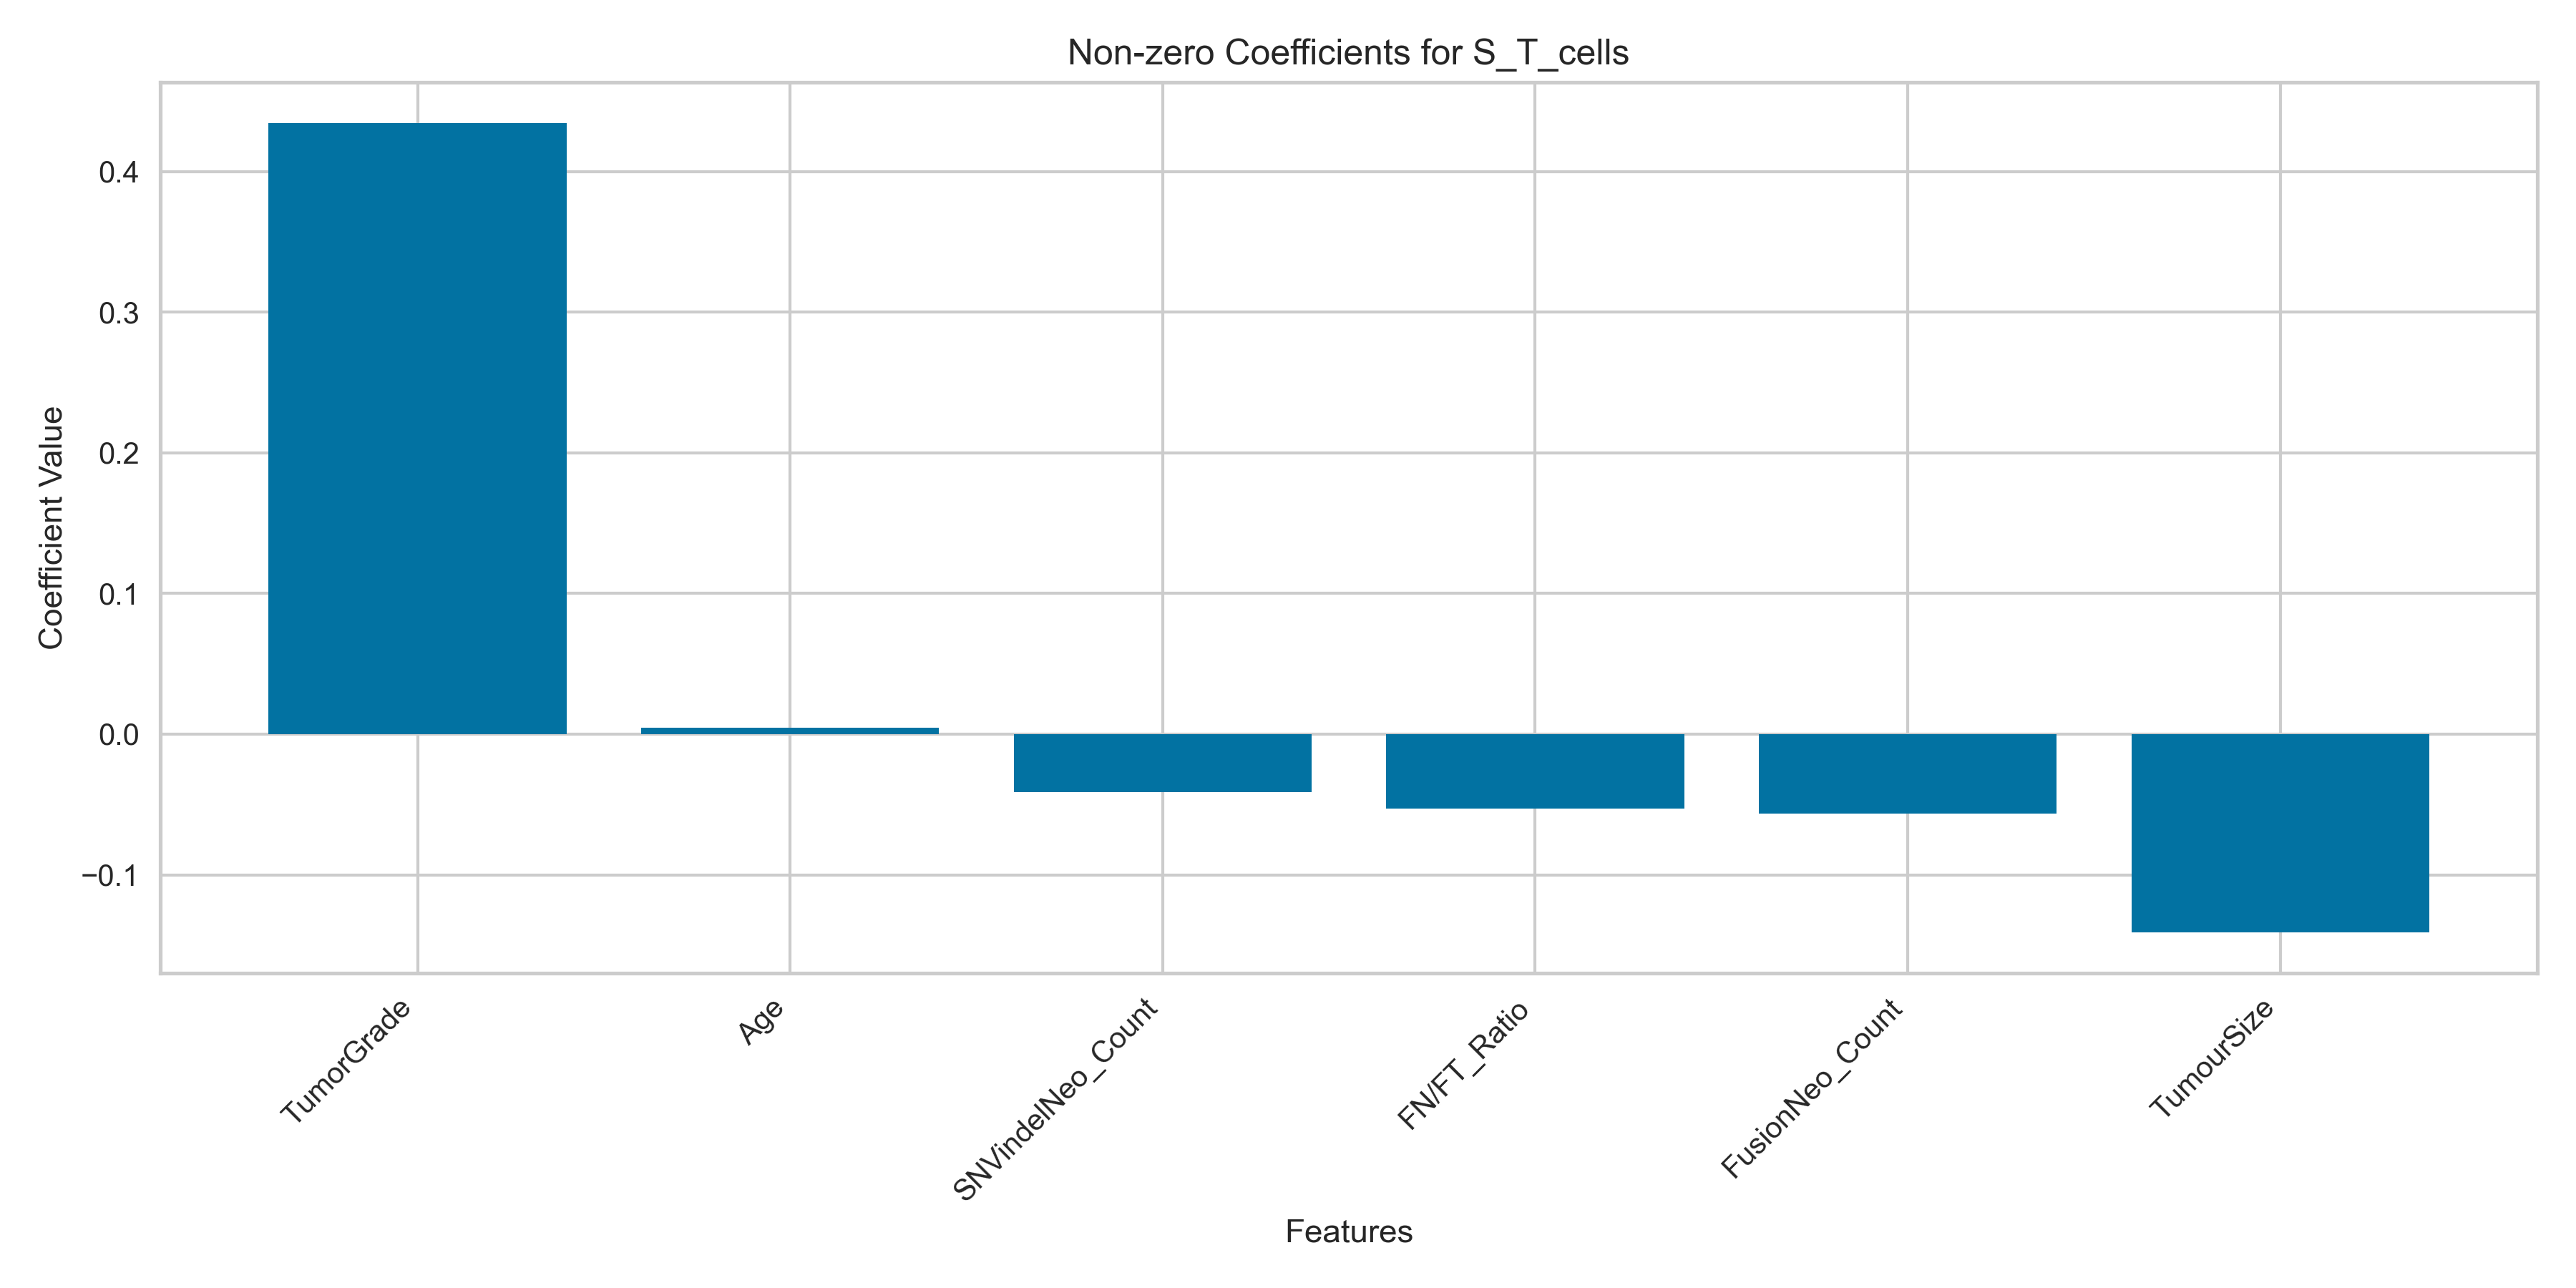 Non-zero Coefficients for S_T_cells
Coefficient Value
0.4
0.3
0.2
0.1
0.0
−0.1
TumorGrade
Age
SNVindelNeo_Count
FN/FT_Ratio
FusionNeo_Count
TumourSize
Features